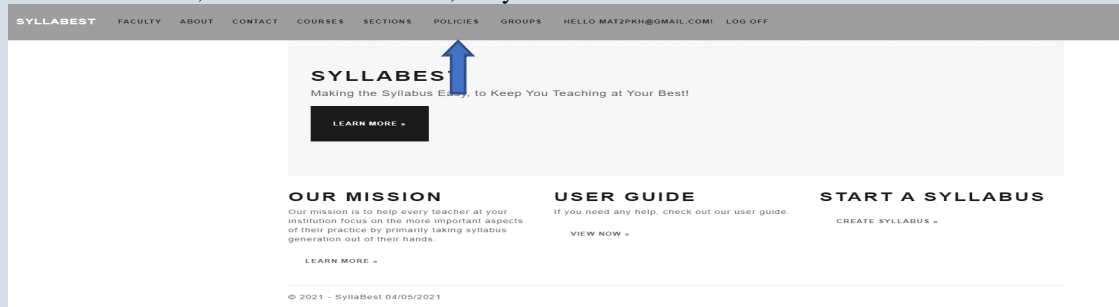 SYLLABEST FACULTY ABOUT CONTACT COURSES SECTIONS POLICIES GROUPS HELLO MAT2PKH@GMAIL.COM! LOG OFF
SYLLABEST
Making the Syllabus Easy, to Keep You Teaching at Your Best!
LEARN MORE »
OUR MISSION
Our mission is to help every teacher at your
institution focus on the more important aspects
of their practice by primarily taking syllabus
generation out of their hands.
LEARN MORE »
USER GUIDE
If you need any help, check out our user guide.
VIEW NOW »
START A SYLLABUS
CREATE SYLLABUS »
© 2021 - SyllaBest 04/05/2021